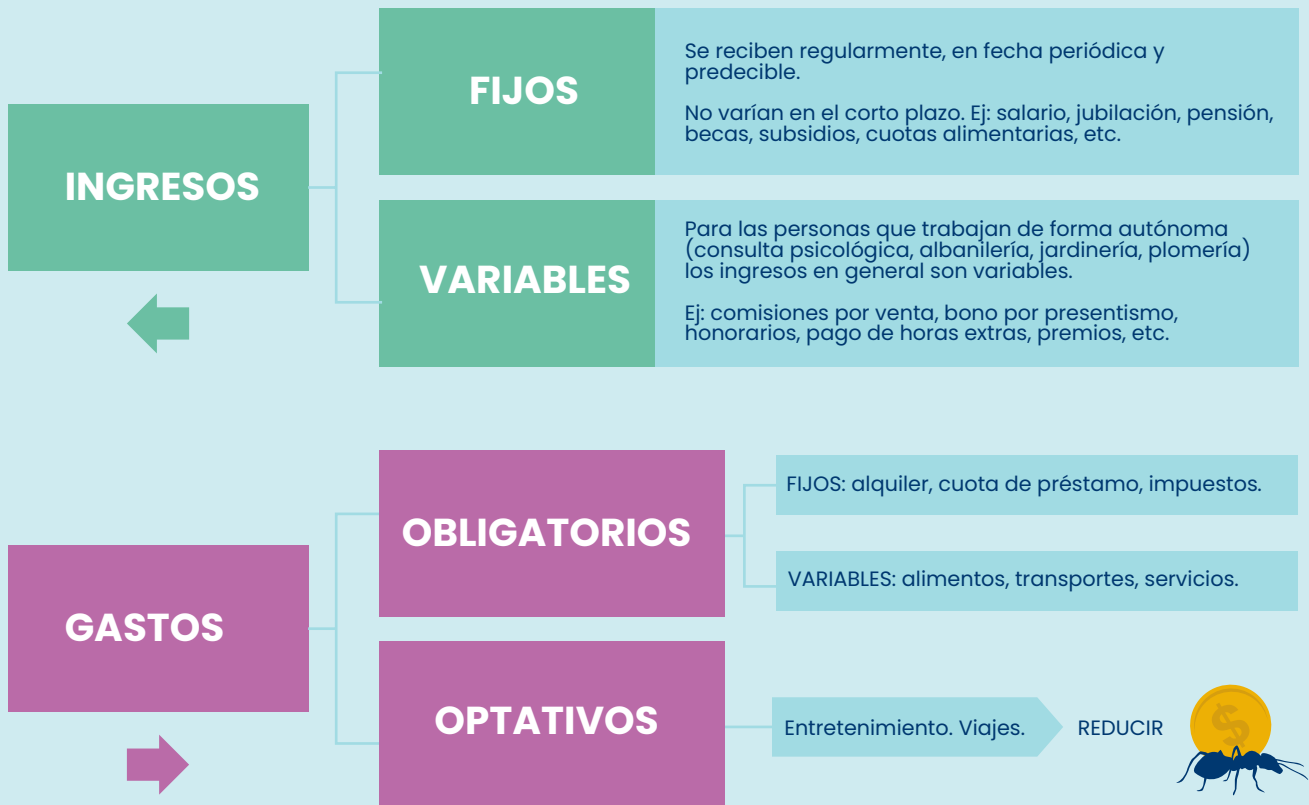 INGRESOS
FIJOS
Se reciben regularmente, en fecha periódica y
predecible.
No varían en el corto plazo. Ej: salario, jubilación, pensión,
becas, subsidios, cuotas alimentarias, etc.
VARIABLES
Para las personas que trabajan de forma autónoma
(consulta psicológica, albanilería, jardinería, plomería)
los ingresos en general son variables.
Ej: comisiones por venta, bono por presentismo,
honorarios, pago de horas extras, premios, etc.
GASTOS
OBLIGATORIOS
FIJOS: alquiler, cuota de préstamo, impuestos.
VARIABLES: alimentos, transportes, servicios.
OPTATIVOS
Entretenimiento. Viajes.
REDUCIR
$